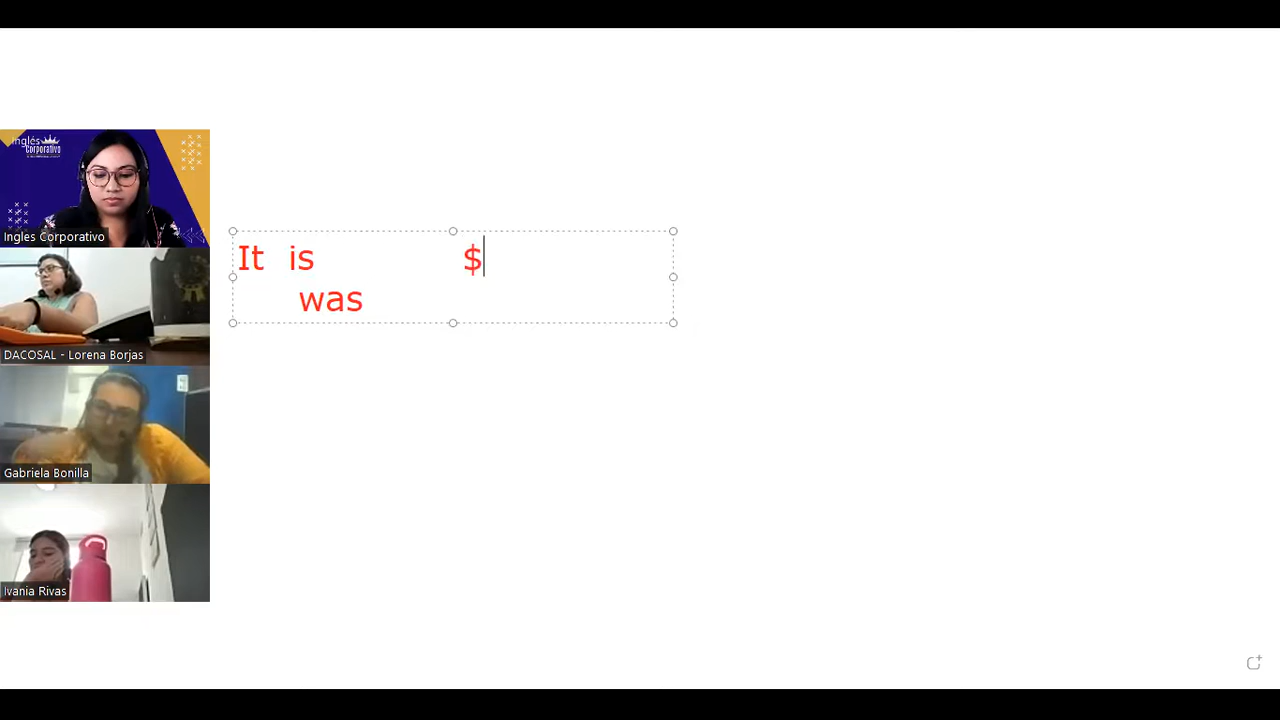 Inglés
Corporativo
Ingles Corporativo
DACOSAL - Lorena Borjas
Gabriela Bonilla
Ivania Rivas
It is $
was